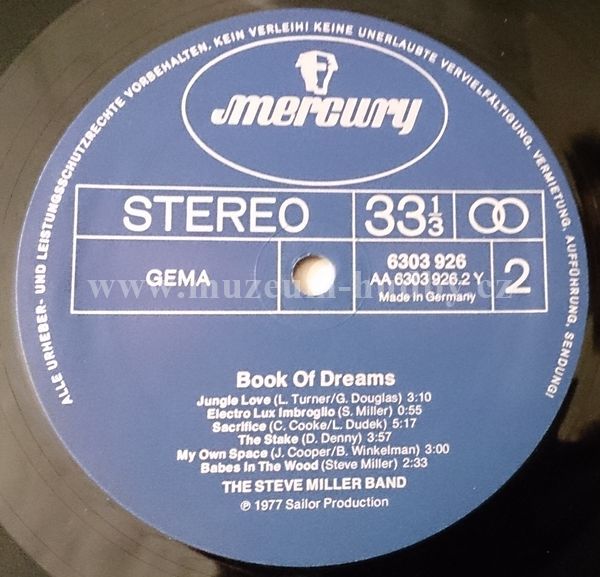 ALLE URHEBER- UND LEISTUNGSSCHUTZRECHTE VORBEHALTEN. KEIN VERLEIH! KEINE UNERLAUBTE VERVIELFÄLTIGUNG, VERMIETUNG, AUFFÜHRUNG, SENDUNG!
mercury
STEREO 33 1/3
GEMA 6303 926 2
AA 6303 926.2 Y
Made in Germany
www.muzeum-hudby.cz
Book Of Dreams
Jungle Love (L. Turner/G. Douglas) 3:10
Electro Lux Imbroglio (S. Miller) 0:55
Sacrifice (C. Cooke/L. Dudek) 5:17
The Stake (D. Denny) 3:57
My Own Space (J. Cooper/B. Winkelman) 3:00
Babes In The Wood (Steve Miller) 2:33
THE STEVE MILLER BAND
℗ 1977 Sailor Production